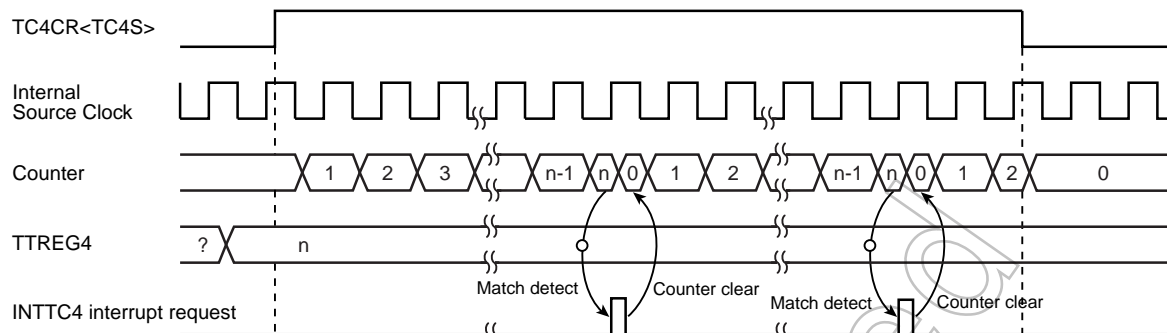 TC4CR<TC4S>
Internal
Source Clock
Counter 1 2 3 n-1 n 0 1 2 n-1 n 0 1 2 0
TTREG4 ? n
Match detect Counter clear Match detect Counter clear
INTTC4 interrupt request